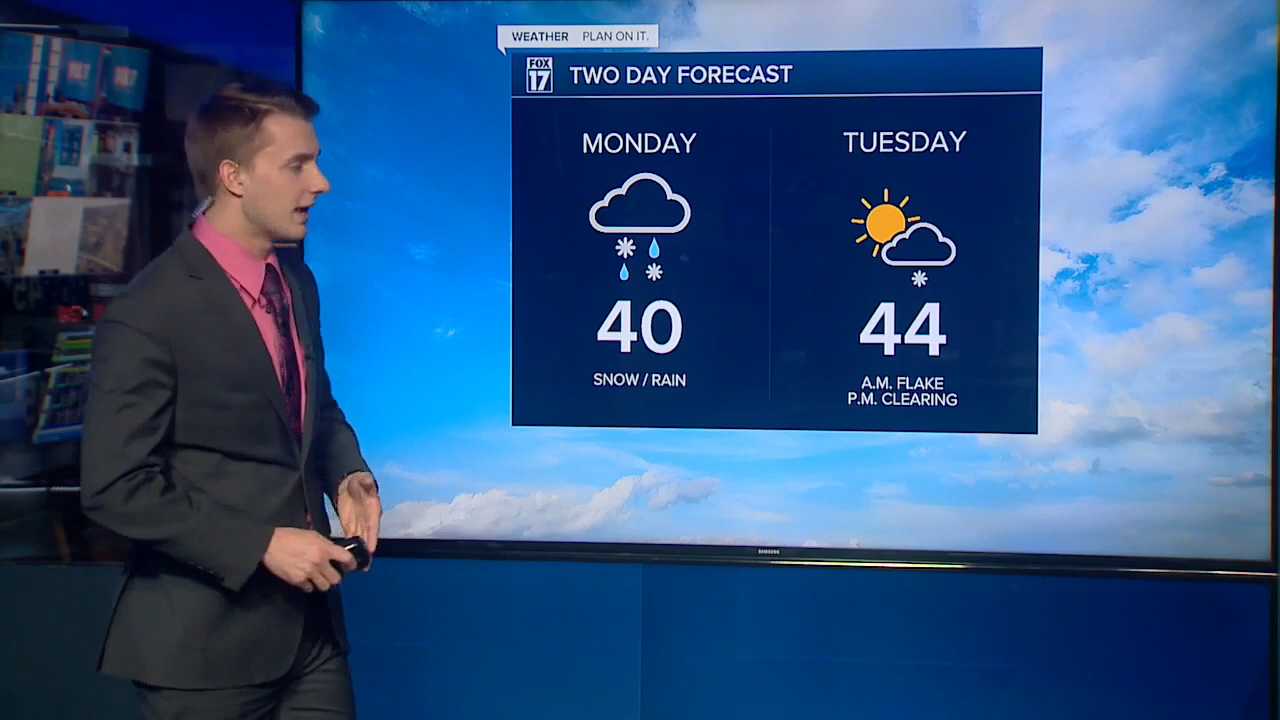 WEATHER PLAN ON IT.
FOX
17
TWO DAY FORECAST
MONDAY
TUESDAY
40
44
SNOW / RAIN
A.M. FLAKE
P.M. CLEARING
SAMSUNG